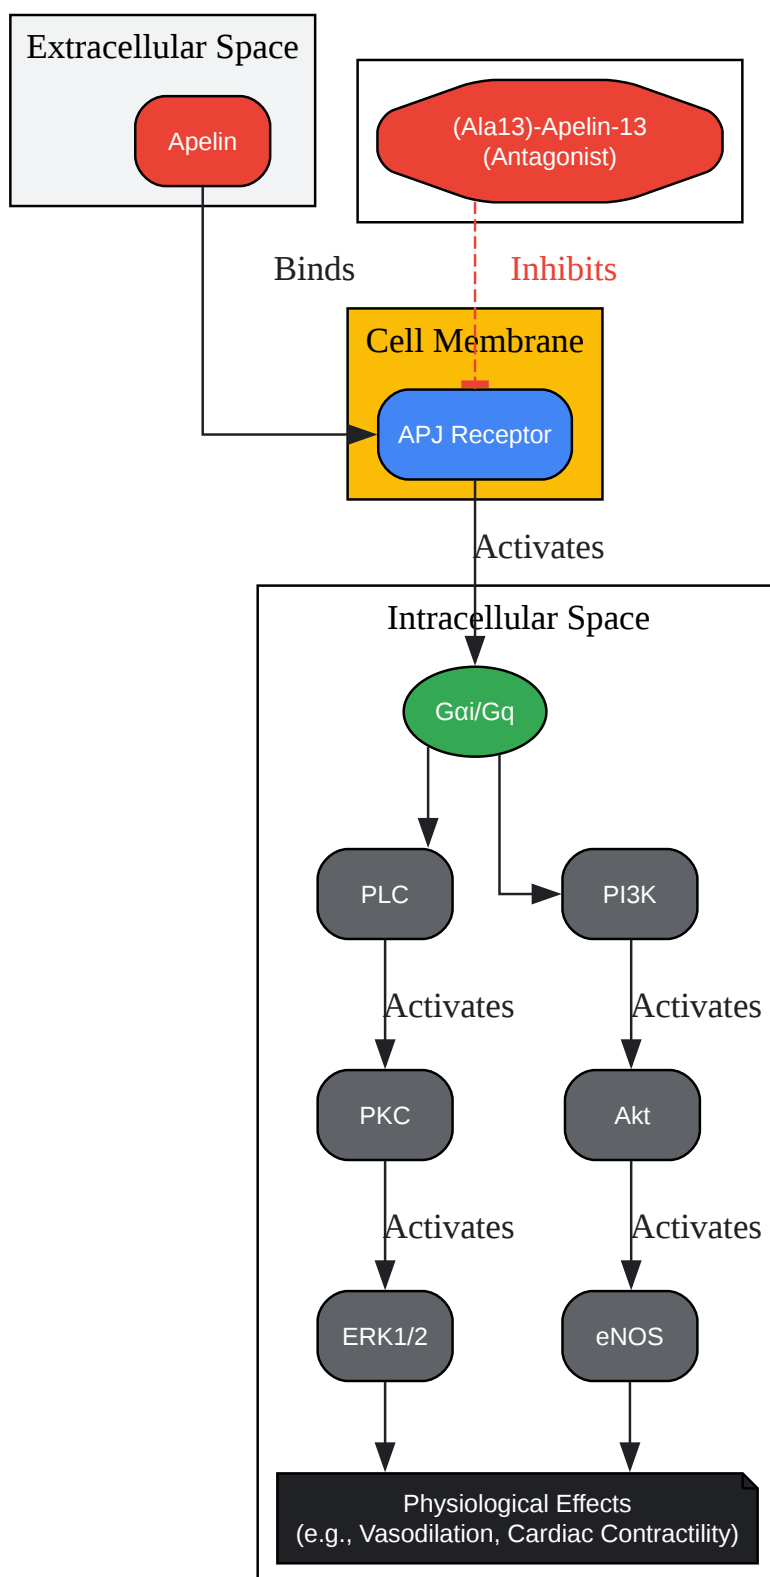 Extracellular Space
Apelin
(Ala13)-Apelin-13
(Antagonist)
Binds
Inhibits
Cell Membrane
APJ Receptor
Activates
Intracellular Space
Gαi/Gq
PLC
PI3K
Activates
Activates
PKC
Akt
Activates
Activates
ERK1/2
eNOS
Physiological Effects
(e.g., Vasodilation, Cardiac Contractility)